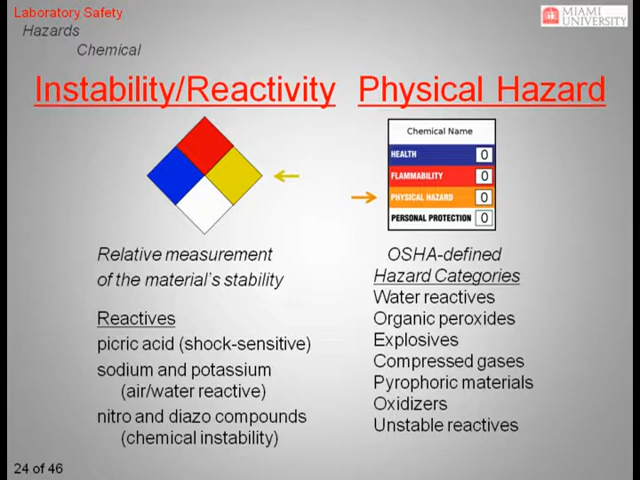 Laboratory Safety
Hazards
Chemical
MIAMI
UNIVERSITY
Instability/Reactivity
Physical Hazard
Chemical Name
HEALTH 0
FLAMMABILITY 0
PHYSICAL HAZARD 0
PERSONAL PROTECTION 0
Relative measurement
of the material's stability
Reactives
picric acid (shock-sensitive)
sodium and potassium
(air/water reactive)
nitro and diazo compounds
(chemical instability)
OSHA-defined
Hazard Categories
Water reactives
Organic peroxides
Explosives
Compressed gases
Pyrophoric materials
Oxidizers
Unstable reactives
24 of 46